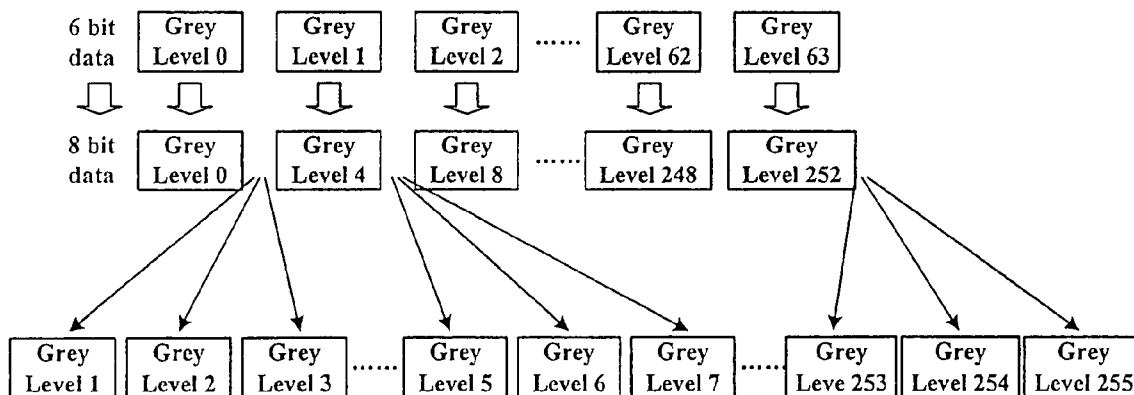 6 bit Grey Grey Grey Grey Grey
data Level 0 Level 1 Level 2 ...... Level 62 Level 63
8 bit Grey Grey Grey Grey Grey
data Level 0 Level 4 Level 8 ...... Level 248 Level 252
Grey Grey Grey Grey Grey Grey Grey Grey Grey
Level 1 Level 2 Level 3 ...... Level 5 Level 6 Level 7 ...... Leve 253 Level 254 Level 255